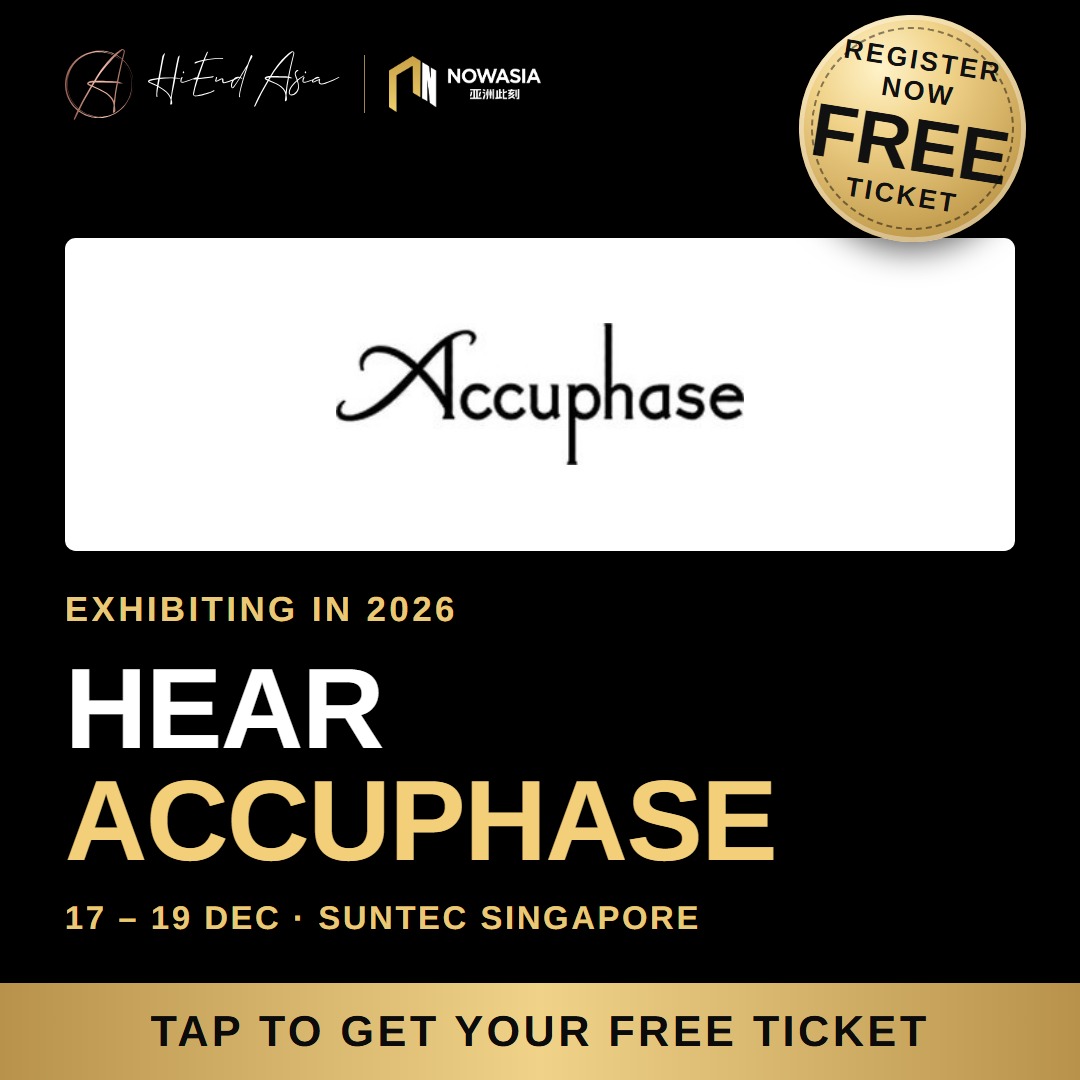 HiEnd Asia
NOWASIA
亚洲此刻
REGISTER
NOW
FREE
TICKET
Accuphase
EXHIBITING IN 2026
HEAR
ACCUPHASE
17 – 19 DEC · SUNTEC SINGAPORE
TAP TO GET YOUR FREE TICKET